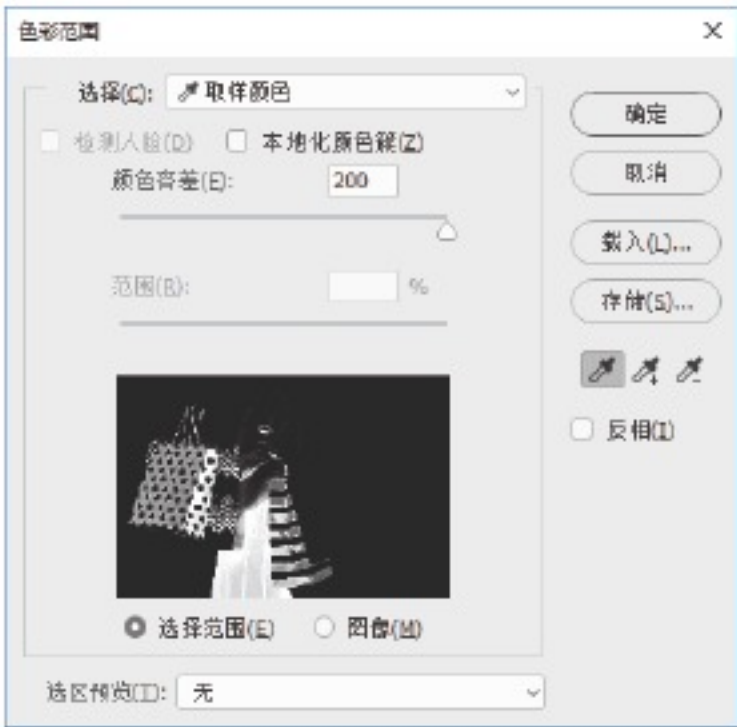 色彩范围
选择(C): 取样颜色
检测人脸(D) 本地化颜色簇(Z)
颜色容差(F): 200
范围(R): %
选择范围(E) 图像(M)
选区预览(T): 无
确定
取消
载入(L)...
存储(S)...
反相(I)